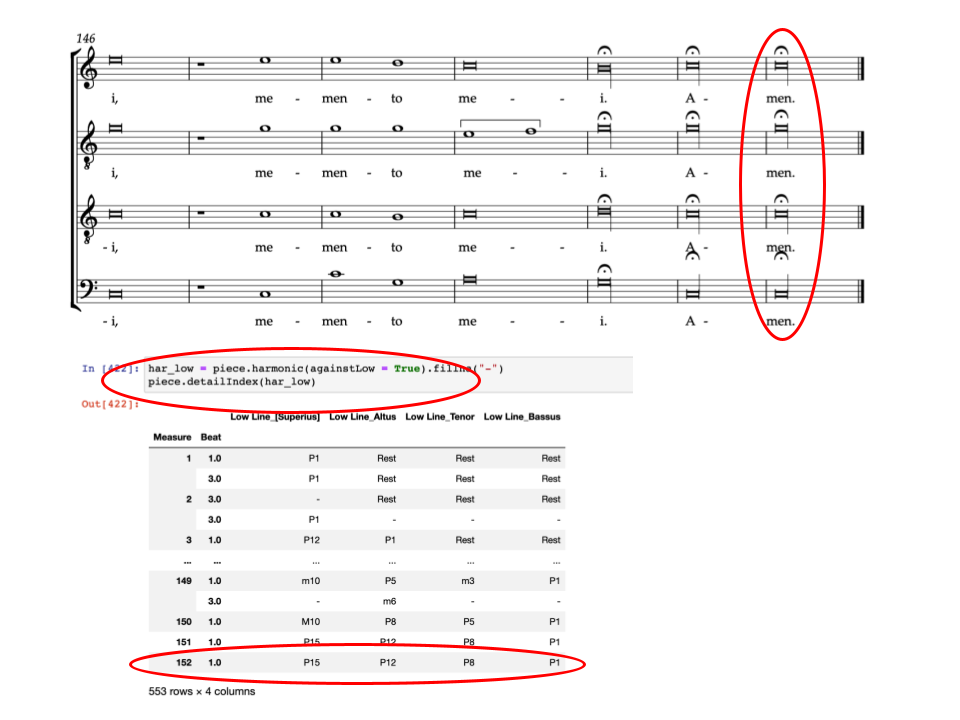 146
i, me - men - to me - - i. A - men.
8
i, me - men - to me - - i. A - men.
8
- i, me - men - to me - - i. A - men.
- i, me - men - to me - - i. A - men.
In [422]: har_low = piece.harmonic(againstLow = True).fillna("-")
piece.detailIndex(har_low)
Out[422]:
Low Line_[Superius] Low Line_Altus Low Line_Tenor Low Line_Bassus
Measure Beat
1 1.0 P1 Rest Rest Rest
3.0 P1 Rest Rest Rest
2 3.0 - Rest Rest Rest
3.0 P1 - - -
3 1.0 P12 P1 Rest Rest
... ... ... ... ... ...
149 1.0 m10 P5 m3 P1
3.0 - m6 - -
150 1.0 M10 P8 P5 P1
151 1.0 P15 P12 P8 P1
152 1.0 P15 P12 P8 P1
553 rows × 4 columns